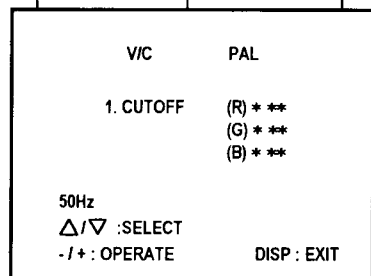 V/C PAL
1. CUTOFF (R) * **
(G) * **
(B) * **
50Hz
△/▽ :SELECT
- / + : OPERATE DISP : EXIT